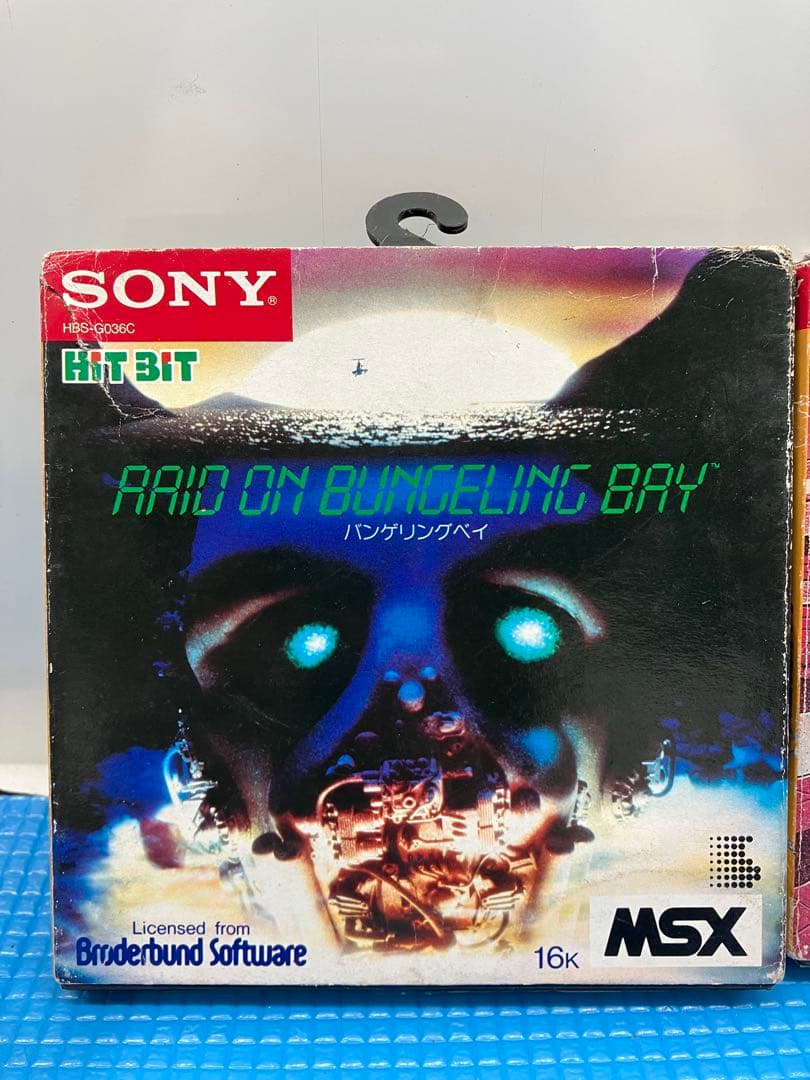 SONY®
HBS-G036C
HiT BiT
RAID ON BUNGELING BAY™
バンゲリングベイ
Licensed from
Brøderbund Software
16K
MSX